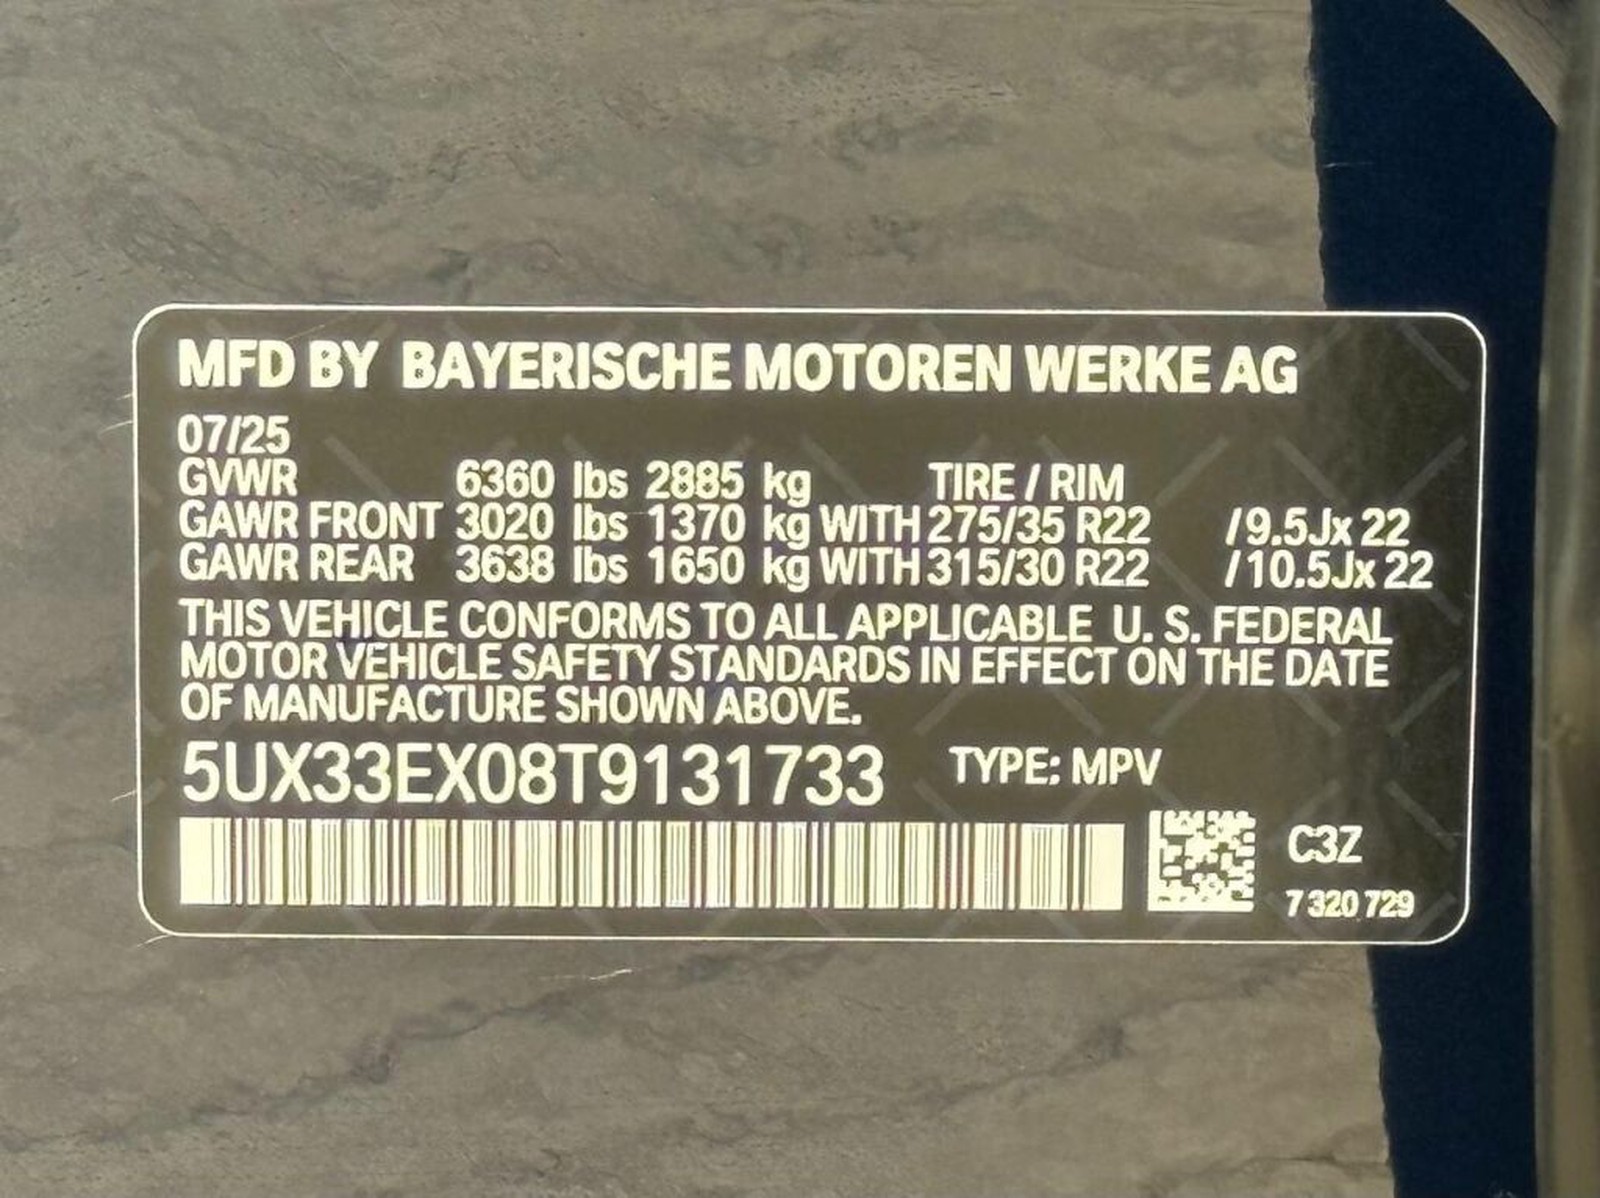 MFD BY BAYERISCHE MOTOREN WERKE AG
07/25
GVWR 6360 lbs 2885 kg TIRE / RIM
GAWR FRONT 3020 lbs 1370 kg WITH 275/35 R22 /9.5Jx 22
GAWR REAR 3638 lbs 1650 kg WITH 315/30 R22 /10.5Jx 22
THIS VEHICLE CONFORMS TO ALL APPLICABLE U. S. FEDERAL
MOTOR VEHICLE SAFETY STANDARDS IN EFFECT ON THE DATE
OF MANUFACTURE SHOWN ABOVE.
5UX33EX08T9131733 TYPE: MPV
C3Z
7 320 729